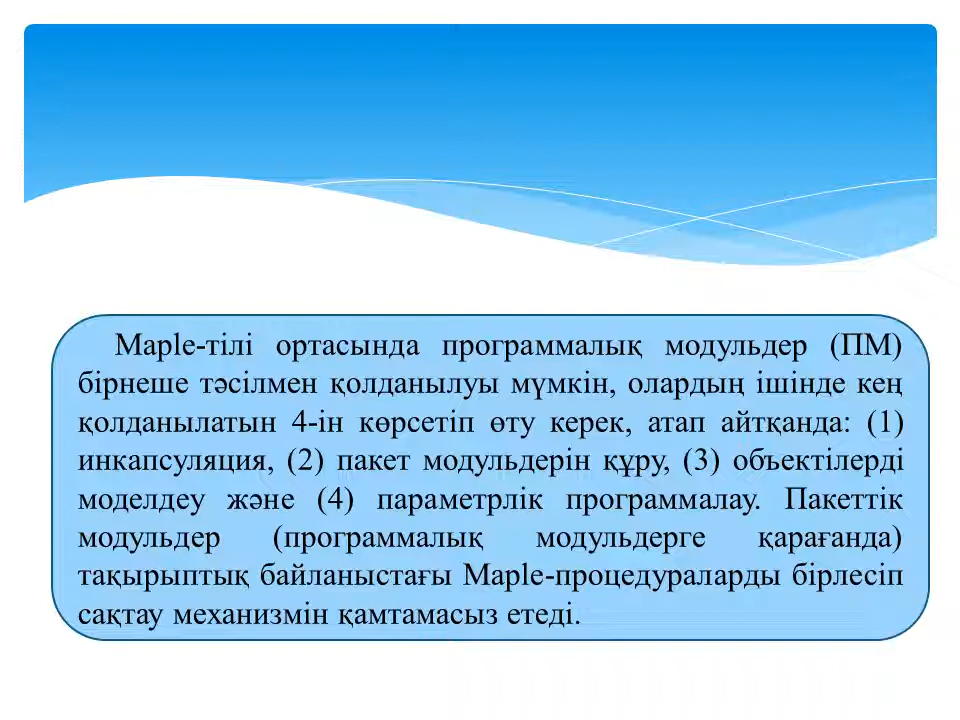 Maple-тілі ортасында программалық модульдер (ПМ)
бірнеше тәсілмен қолданылуы мүмкін, олардың ішінде кең
қолданылатын 4-ін көрсетіп өту керек, атап айтқанда: (1)
инкапсуляция, (2) пакет модульдерін құру, (3) объектілерді
моделдеу және (4) параметрлік программалау. Пакеттік
модульдер (программалық модульдерге қарағанда)
тақырыптық байланыстағы Maple-процедураларды бірлесіп
сақтау механизмін қамтамасыз етеді.